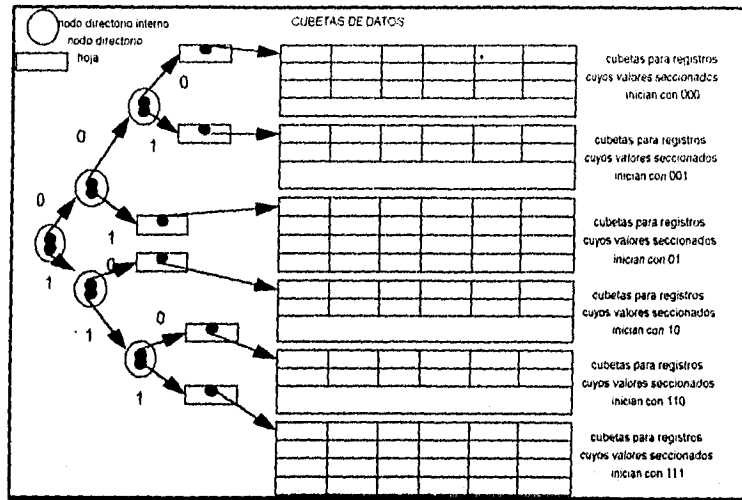 nodo directorio interno
nodo directorio
hoja
CUBETAS DE DATOS
0
0
1
0
1
0
1
1
0
1
cubetas para registros
cuyos valores seccionados
inician con 000
cubetas para registros
cuyos valores seccionados
inician con 001
cubetas para registros
cuyos valores seccionados
inician con 01
cubetas para registros
cuyos valores seccionados
inician con 10
cubetas para registros
cuyos valores seccionados
inician con 110
cubetas para registros
cuyos valores seccionados
inician con 111